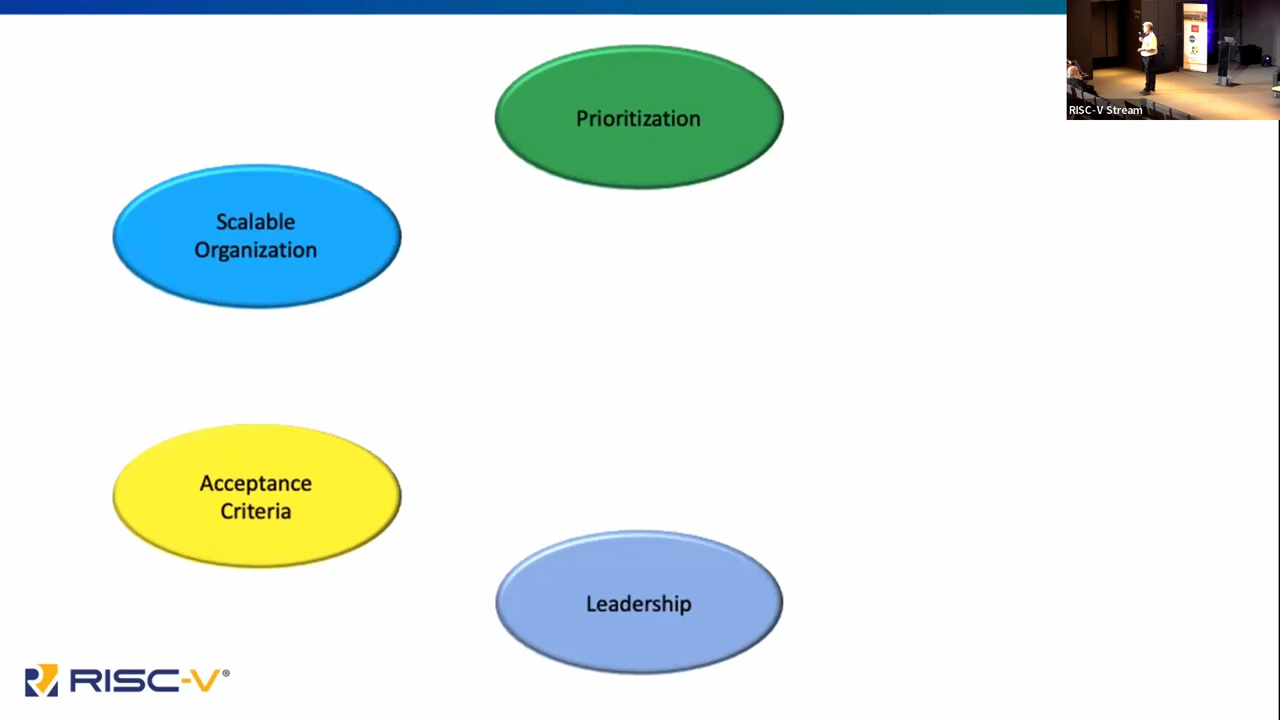 Prioritization
RISC-V Stream
Scalable
Organization
Acceptance
Criteria
Leadership
RISC-V®